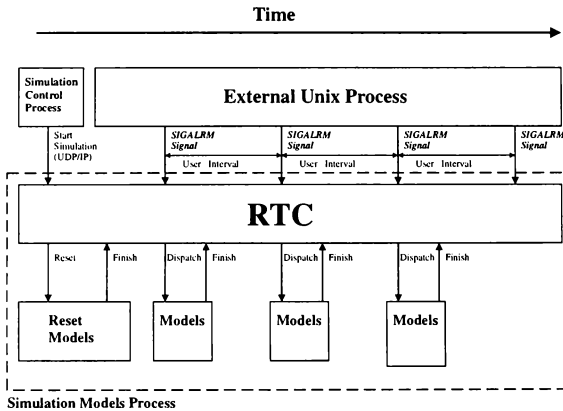 Time
Simulation
Control
Process
External Unix Process
Start
Simulation
(UDP/IP)
SIGALRM
Signal
SIGALRM
Signal
SIGALRM
Signal
SIGALRM
Signal
User Interval
User Interval
User Interval
RTC
Reset
Finish
Dispatch
Finish
Dispatch
Finish
Dispatch
Finish
Reset
Models
Models
Models
Models
Simulation Models Process